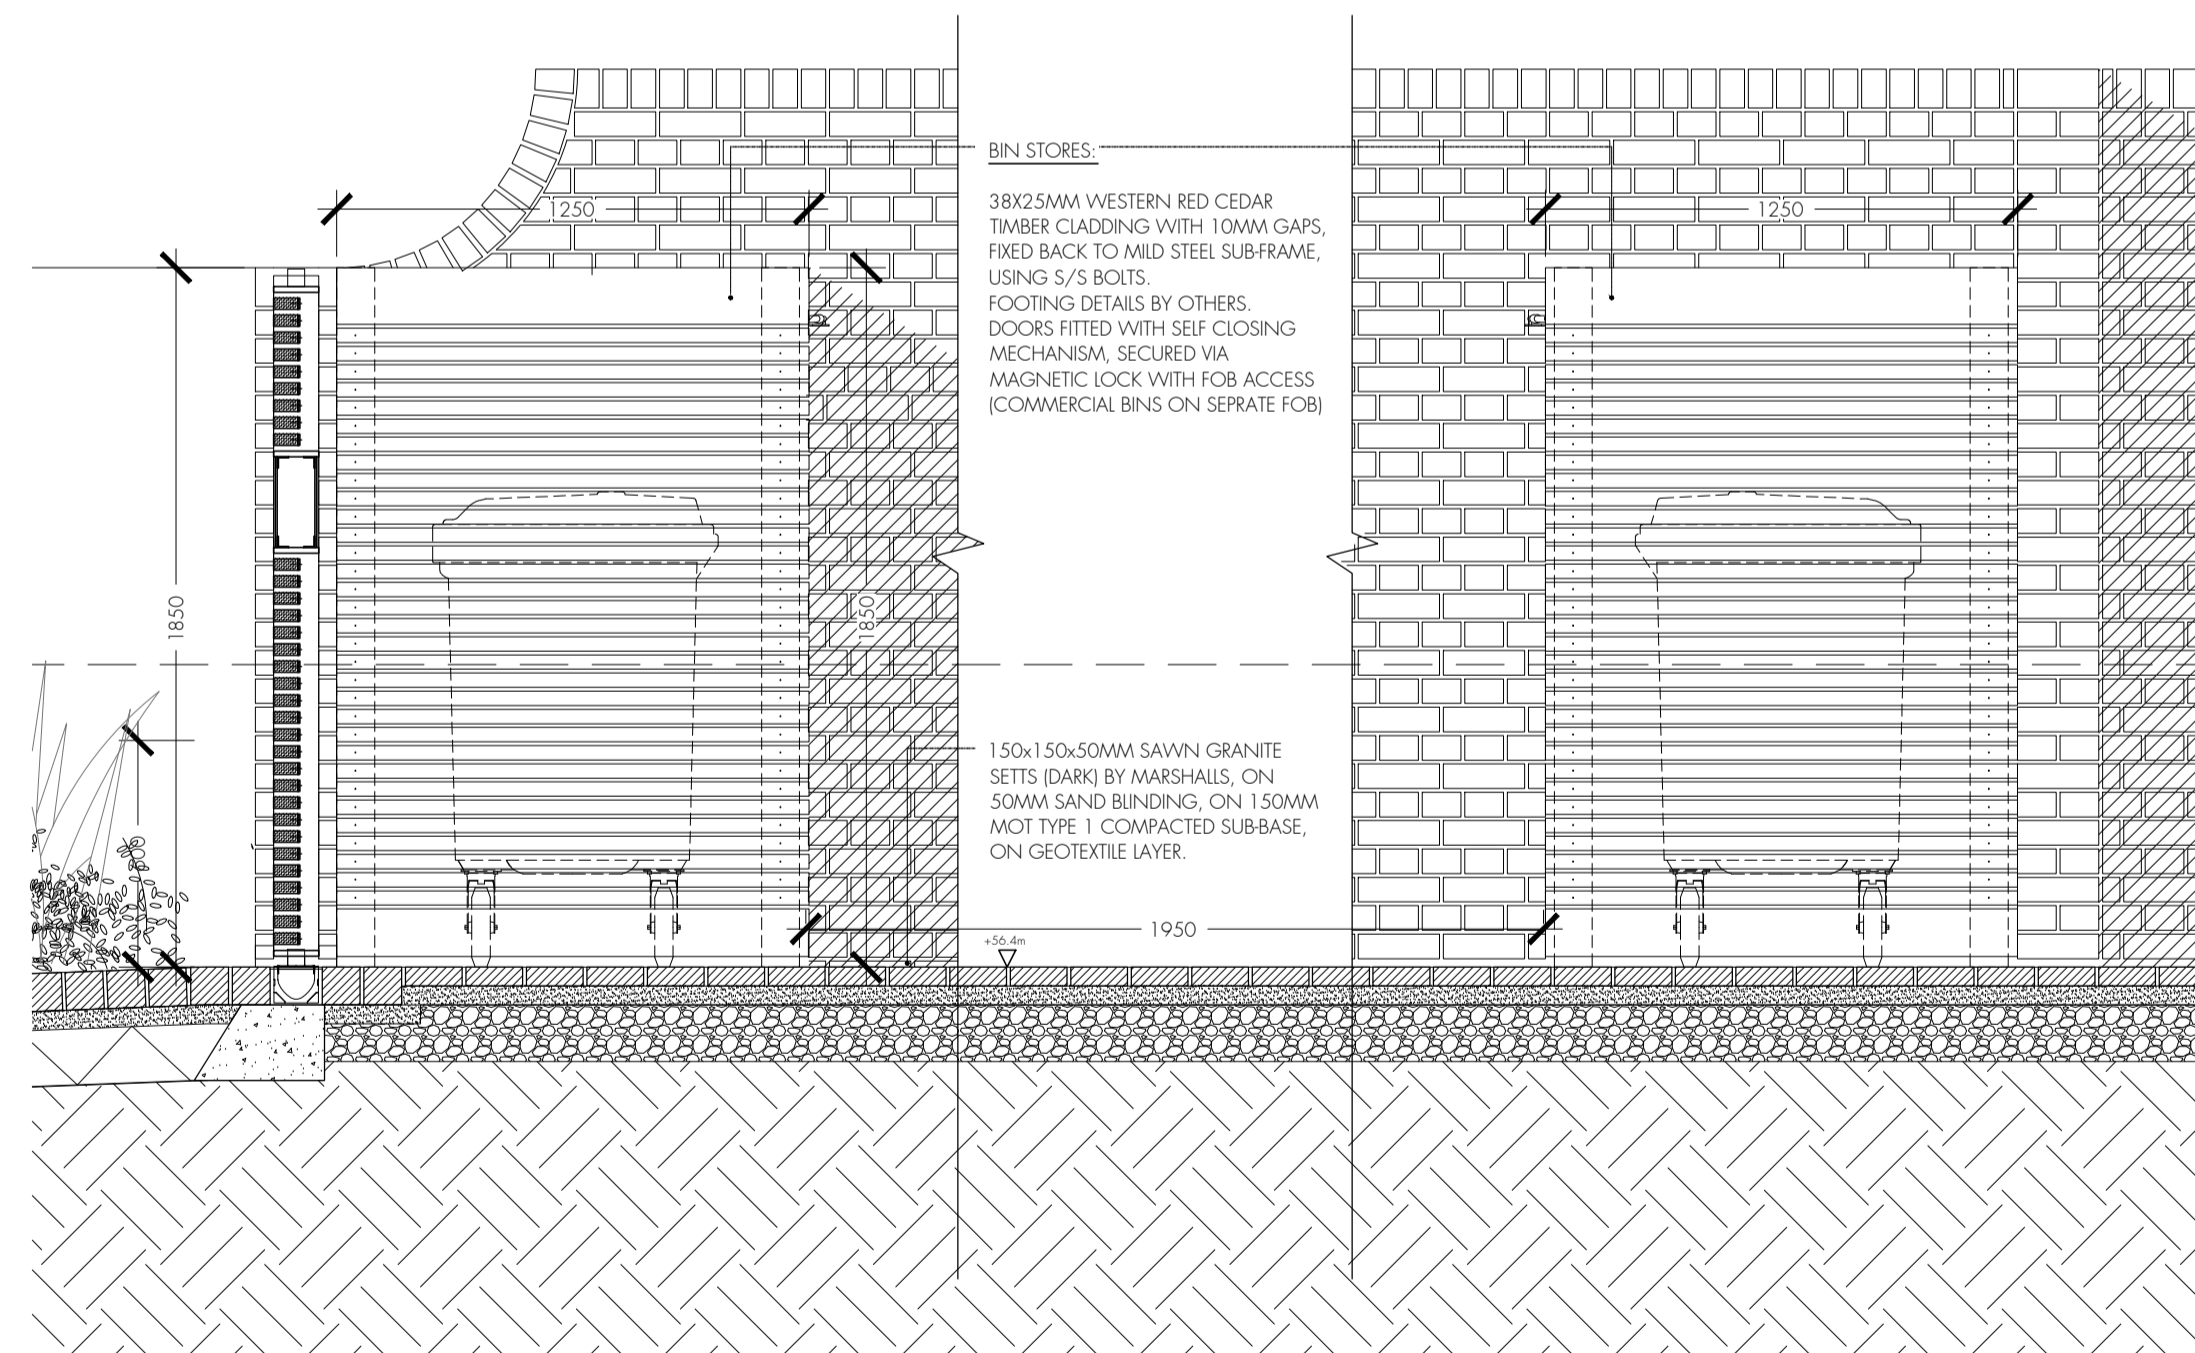 BIN STORES:
1250
1250
38X25MM WESTERN RED CEDAR
TIMBER CLADDING WITH 10MM GAPS,
FIXED BACK TO MILD STEEL SUB-FRAME,
USING S/S BOLTS.
FOOTING DETAILS BY OTHERS.
DOORS FITTED WITH SELF CLOSING
MECHANISM, SECURED VIA
MAGNETIC LOCK WITH FOB ACCESS
(COMMERCIAL BINS ON SEPRATE FOB)
1850
1850
150x150x50MM SAWN GRANITE
SETTS (DARK) BY MARSHALLS, ON
50MM SAND BLINDING, ON 150MM
MOT TYPE 1 COMPACTED SUB-BASE,
ON GEOTEXTILE LAYER.
1950
+56.4m